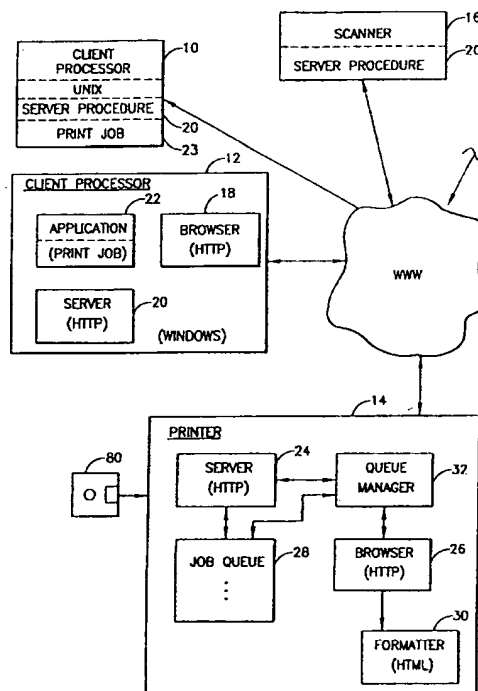 CLIENT
PROCESSOR
UNIX
SERVER PROCEDURE
PRINT JOB
10
20
23
SCANNER
SERVER PROCEDURE
16
20
12
CLIENT PROCESSOR
22
APPLICATION
(PRINT JOB)
18
BROWSER
(HTTP)
SERVER
(HTTP)
20
(WINDOWS)
WWW
14
PRINTER
80
24
SERVER
(HTTP)
QUEUE
MANAGER
32
JOB QUEUE
28
BROWSER
(HTTP)
26
30
FORMATTER
(HTML)